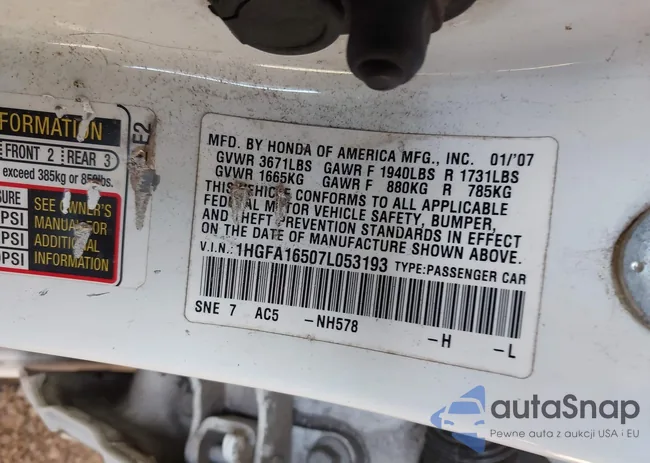 FORMATION
FRONT 2 REAR 3
exceed 385kg or 850lbs.
SURE
PSI
PSI
PSI
SEE OWNER'S
MANUAL FOR
ADDITIONAL
INFORMATION
E2
MFD. BY HONDA OF AMERICA MFG., INC. 01/'07
GVWR 3671LBS GAWR F 1940LBS R 1731LBS
GVWR 1665KG GAWR F 880KG R 785KG
THIS VEHICLE CONFORMS TO ALL APPLICABLE
FEDERAL MOTOR VEHICLE SAFETY, BUMPER,
AND THEFT PREVENTION STANDARDS IN EFFECT
ON THE DATE OF MANUFACTURE SHOWN ABOVE.
V.I.N.: 1HGFA16507L053193 TYPE: PASSENGER CAR
SNE 7 AC5 -NH578 -H -L
autoSnap
Pewne auta z aukcji USA i EU